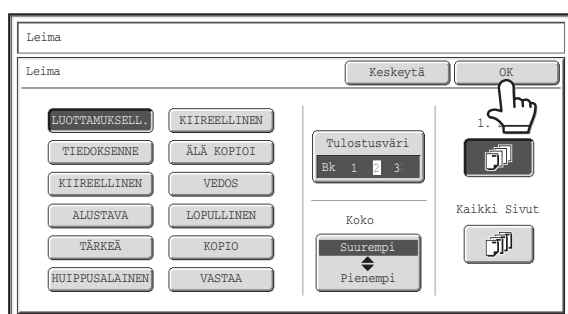 Leima
Leima
Keskeytä
OK
LUOTTAMUKSELL.
KIIREELLINEN
TIEDOKSENNE
ÄLÄ KOPIOI
KIIREELLINEN
VEDOS
ALUSTAVA
LOPULLINEN
TÄRKEÄ
KOPIO
HUIPPUSALAINEN
VASTAA
Tulostusväri
Bk 1 2 3
Koko
Suurempi
Pienempi
1.
Kaikki Sivut